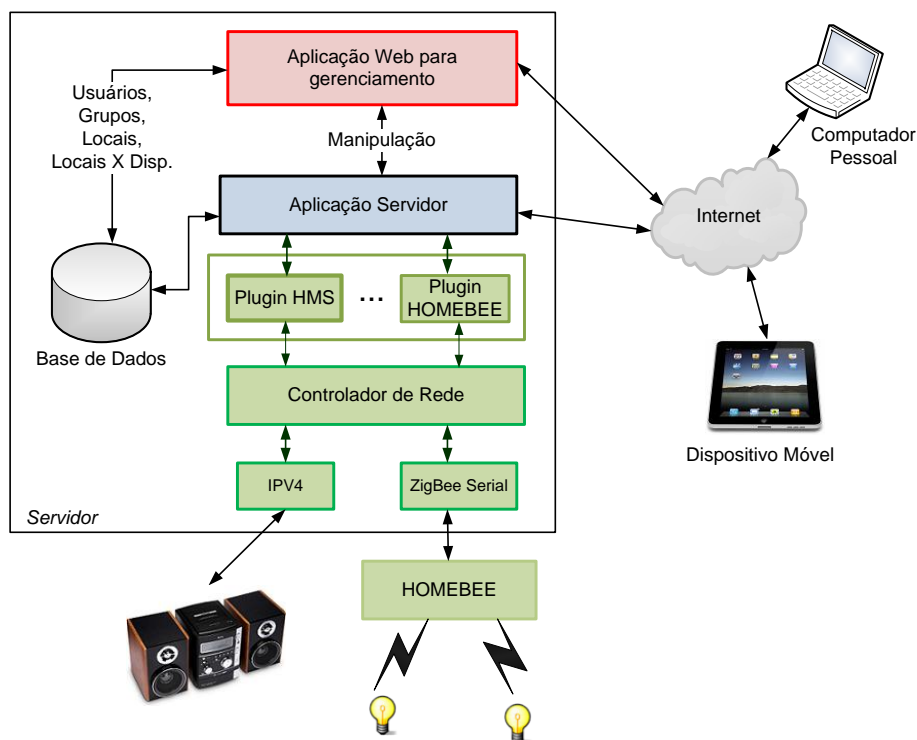 Aplicação Web para
gerenciamento
Usuários,
Grupos,
Locais,
Locais X Disp.
Manipulação
Computador
Pessoal
Aplicação Servidor
Internet
Plugin HMS
...
Plugin
HOMEBEE
Base de Dados
Controlador de Rede
Dispositivo Móvel
IPV4
ZigBee Serial
Servidor
HOMEBEE